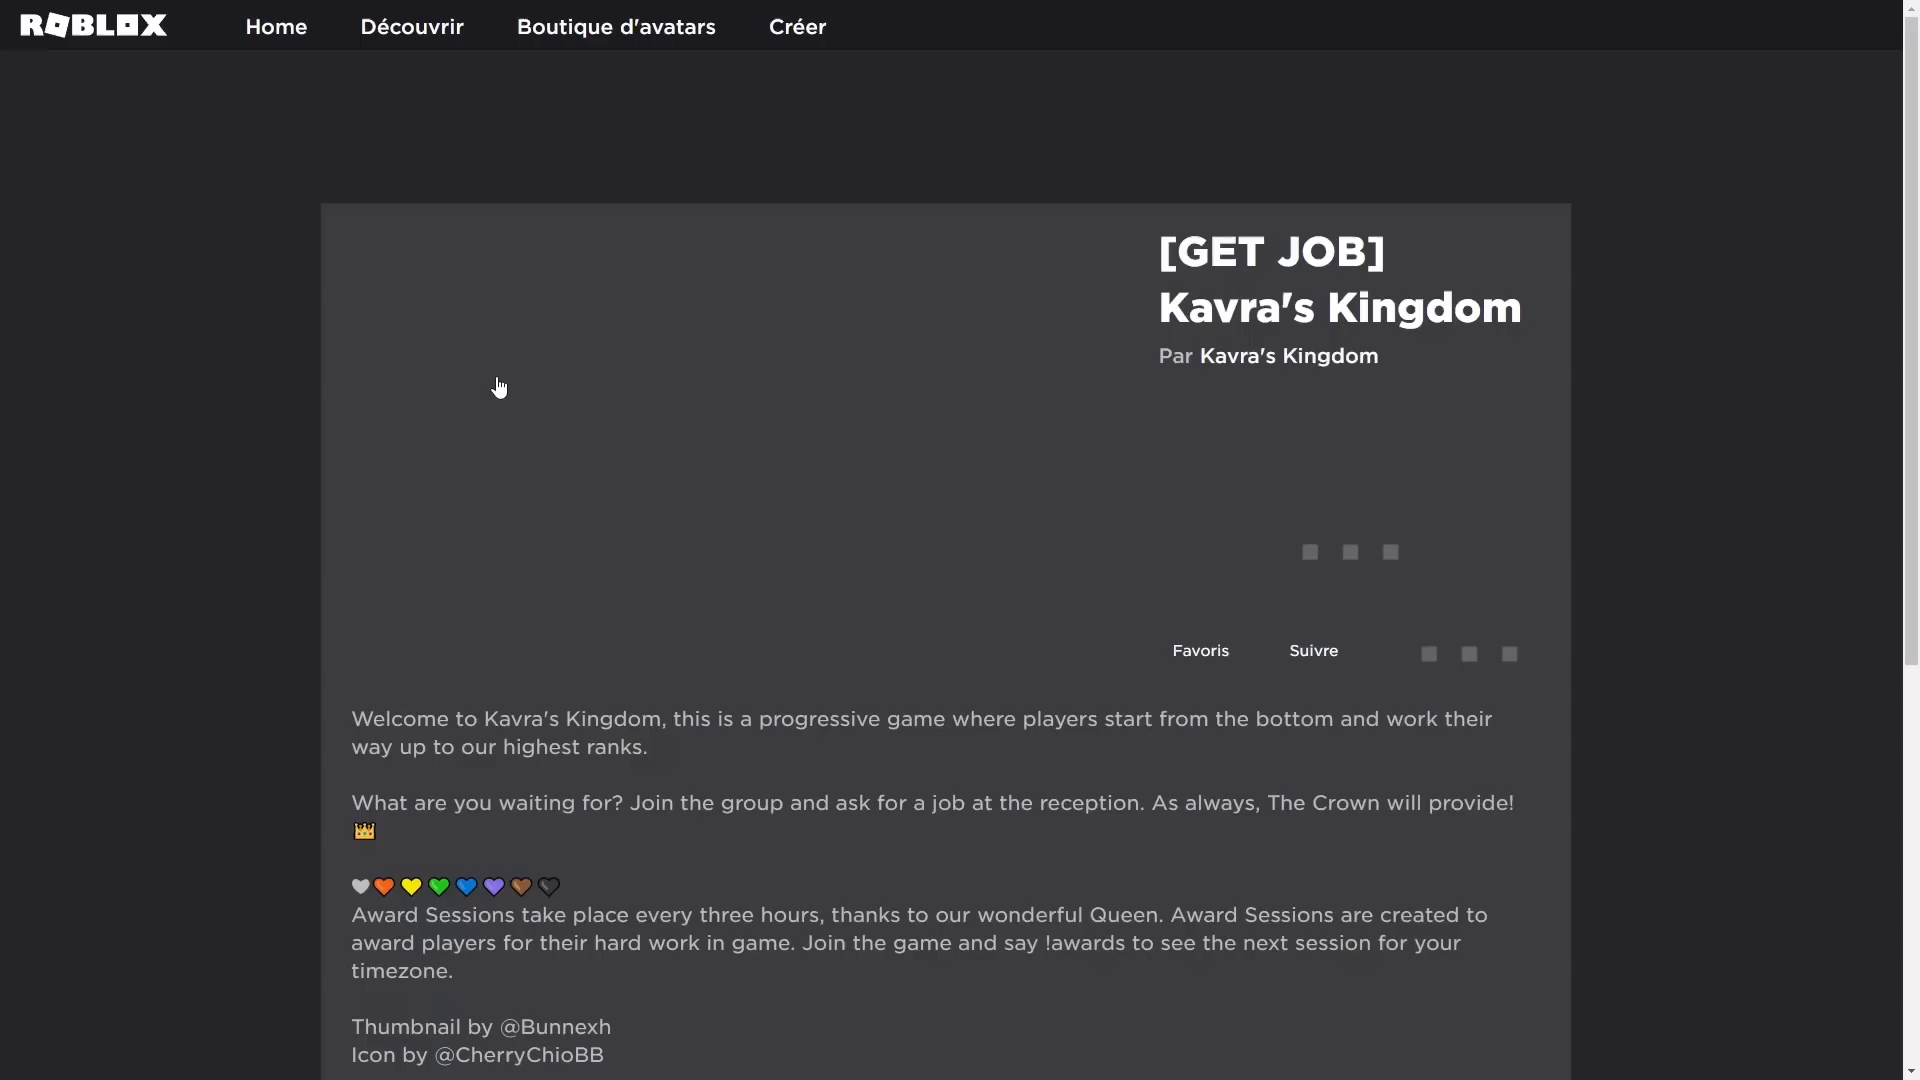 ROBLOX Home Découvrir Boutique d'avatars Créer
[GET JOB]
Kavra's Kingdom
Par Kavra's Kingdom
Favoris Suivre
Welcome to Kavra's Kingdom, this is a progressive game where players start from the bottom and work their
way up to our highest ranks.
What are you waiting for? Join the group and ask for a job at the reception. As always, The Crown will provide!
👑
🤍🧡💛💚💙💜🤎🖤
Award Sessions take place every three hours, thanks to our wonderful Queen. Award Sessions are created to
award players for their hard work in game. Join the game and say !awards to see the next session for your
timezone.
Thumbnail by @Bunnexh
Icon by @CherryChioBB